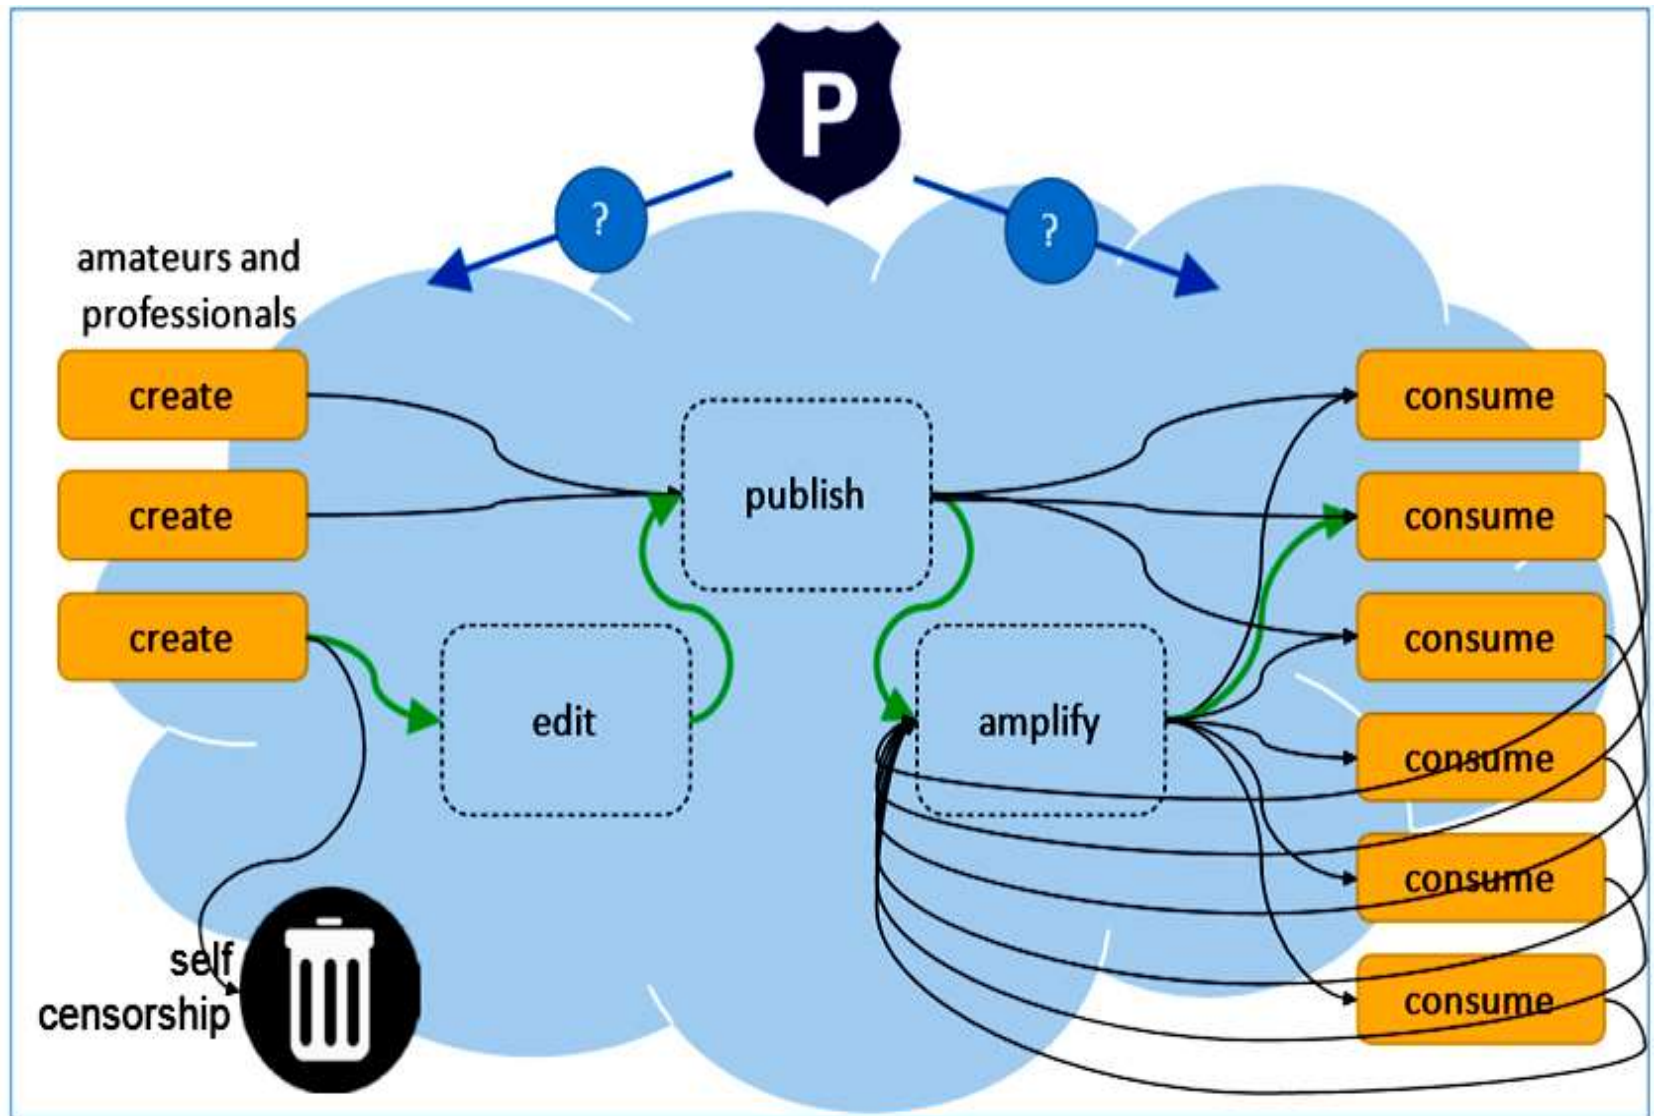 P
?
?
amateurs and
professionals
create
create
create
publish
edit
amplify
consume
consume
consume
consume
consume
consume
self
censorship